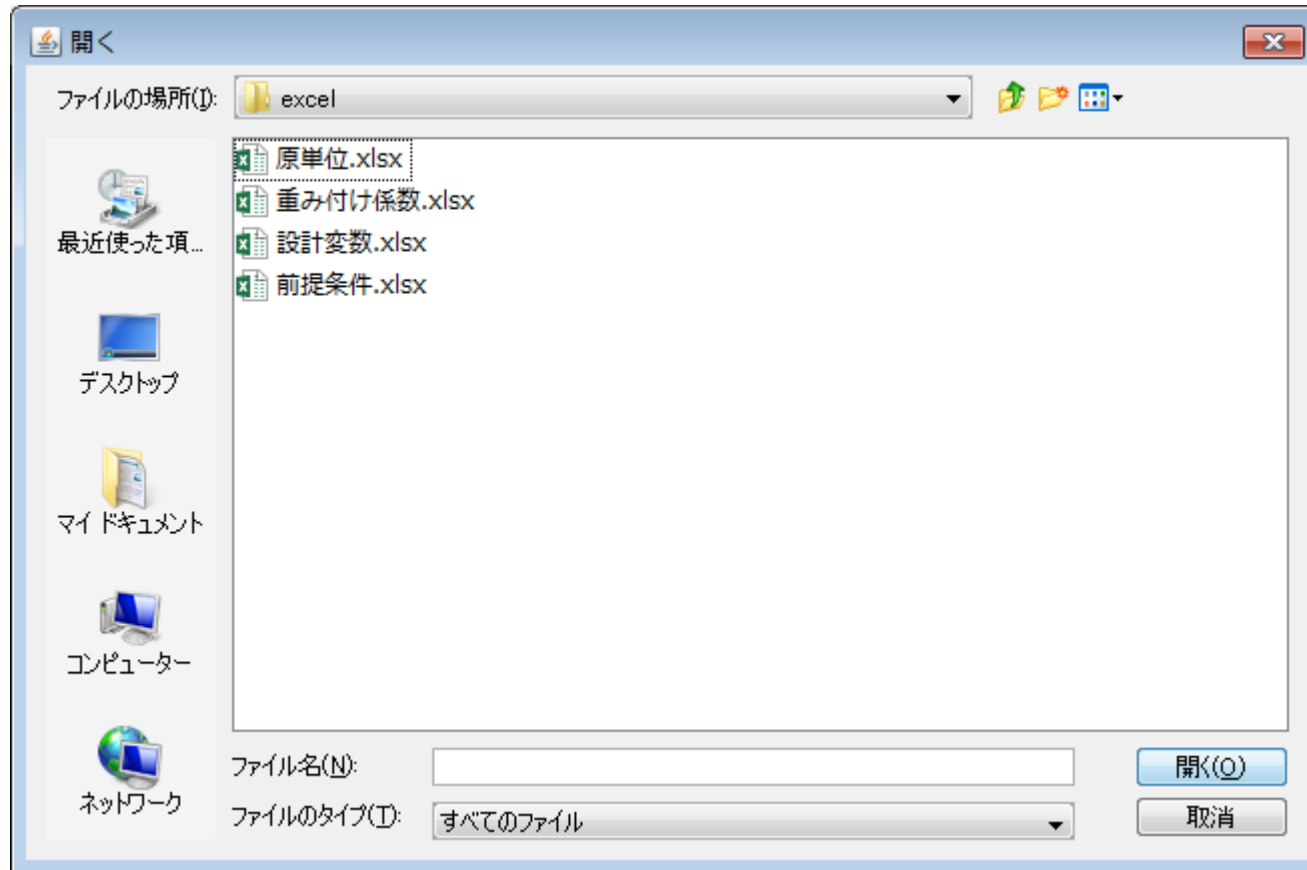 開く
ファイルの場所(I):
excel
原単位.xlsx
重み付け係数.xlsx
設計変数.xlsx
前提条件.xlsx
最近使った項...
デスクトップ
マイ ドキュメント
コンピューター
ネットワーク
ファイル名(N):
開く(O)
ファイルのタイプ(T):
すべてのファイル
取消